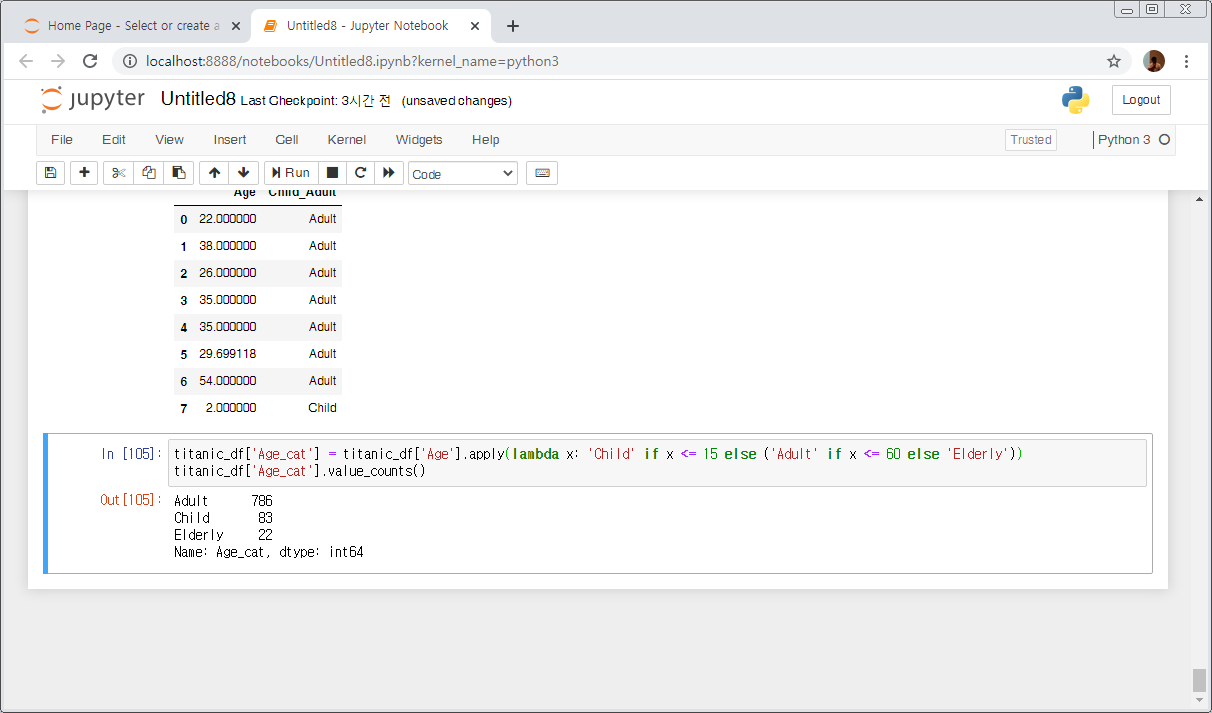 Home Page - Select or create a
Untitled8 - Jupyter Notebook
localhost:8888/notebooks/Untitled8.ipynb?kernel_name=python3
jupyter Untitled8 Last Checkpoint: 3시간 전 (unsaved changes)
Logout
File Edit View Insert Cell Kernel Widgets Help
Trusted
Python 3
Run
Code
Age Child_Adult
0 22.000000 Adult
1 38.000000 Adult
2 26.000000 Adult
3 35.000000 Adult
4 35.000000 Adult
5 29.699118 Adult
6 54.000000 Adult
7 2.000000 Child
In [105]: titanic_df['Age_cat'] = titanic_df['Age'].apply(lambda x: 'Child' if x <= 15 else ('Adult' if x <= 60 else 'Elderly'))
titanic_df['Age_cat'].value_counts()
Out[105]: Adult 786
Child 83
Elderly 22
Name: Age_cat, dtype: int64